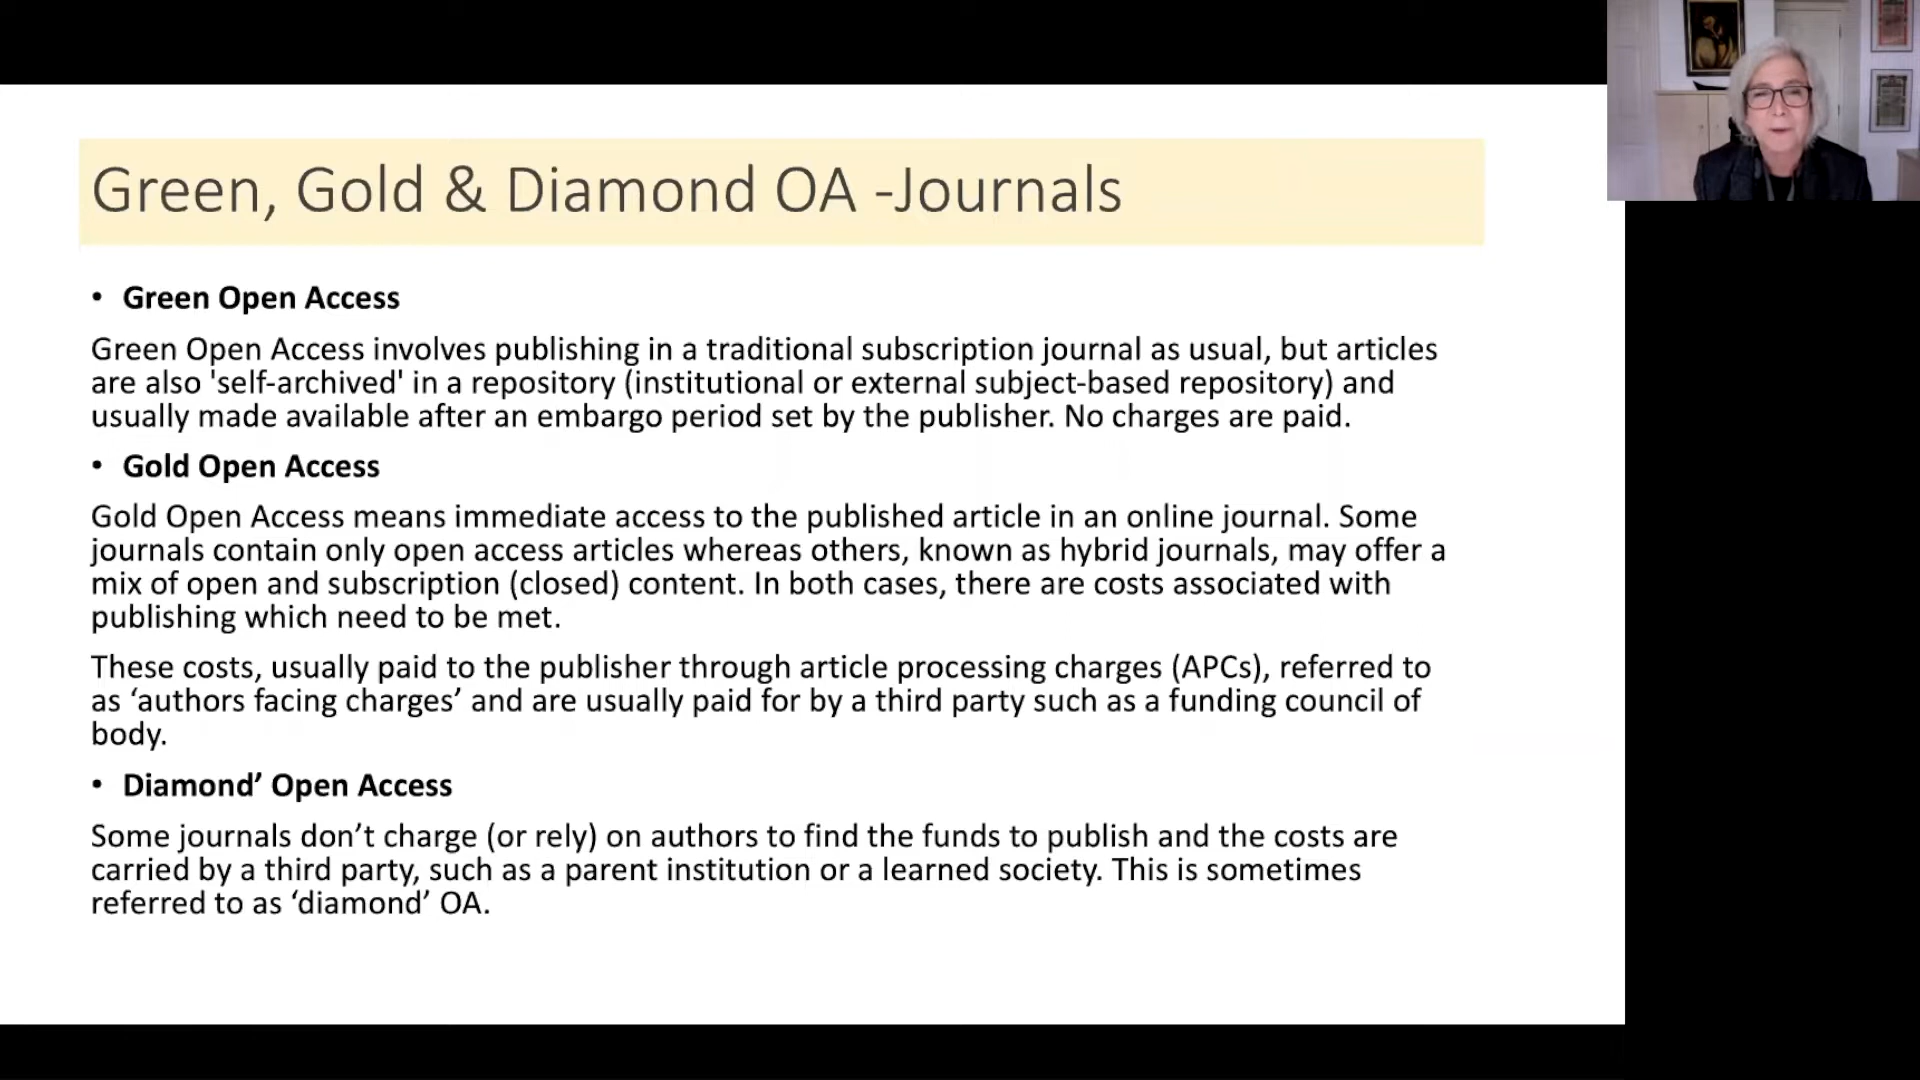 Green, Gold & Diamond OA -Journals
• Green Open Access
Green Open Access involves publishing in a traditional subscription journal as usual, but articles
are also 'self-archived' in a repository (institutional or external subject-based repository) and
usually made available after an embargo period set by the publisher. No charges are paid.
• Gold Open Access
Gold Open Access means immediate access to the published article in an online journal. Some
journals contain only open access articles whereas others, known as hybrid journals, may offer a
mix of open and subscription (closed) content. In both cases, there are costs associated with
publishing which need to be met.
These costs, usually paid to the publisher through article processing charges (APCs), referred to
as ‘authors facing charges’ and are usually paid for by a third party such as a funding council of
body.
• Diamond’ Open Access
Some journals don’t charge (or rely) on authors to find the funds to publish and the costs are
carried by a third party, such as a parent institution or a learned society. This is sometimes
referred to as ‘diamond’ OA.